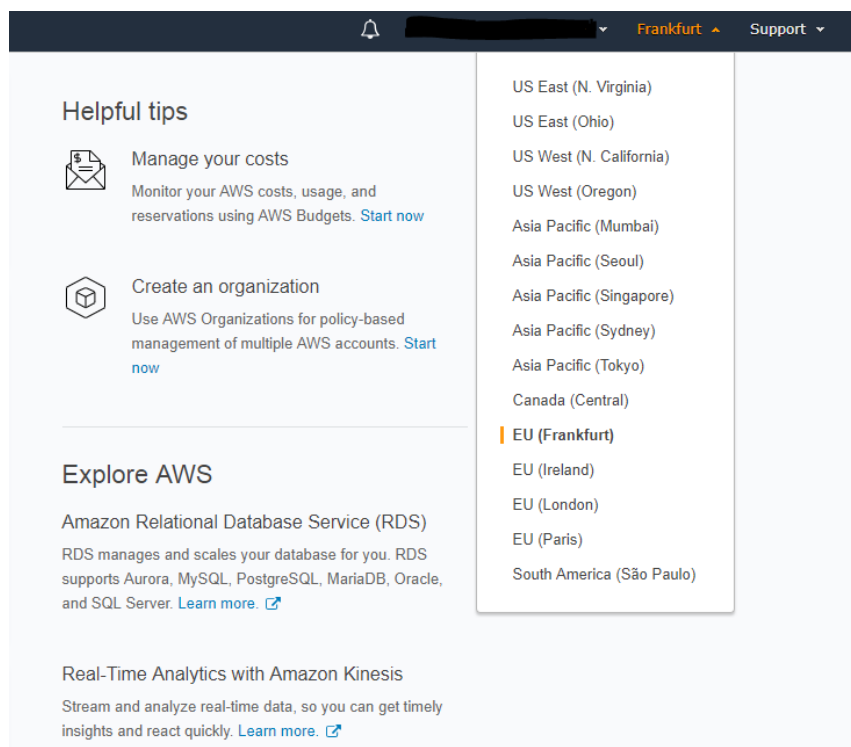 Frankfurt Support
Helpful tips
Manage your costs
Monitor your AWS costs, usage, and
reservations using AWS Budgets. Start now
Create an organization
Use AWS Organizations for policy-based
management of multiple AWS accounts. Start
now
Explore AWS
Amazon Relational Database Service (RDS)
RDS manages and scales your database for you. RDS
supports Aurora, MySQL, PostgreSQL, MariaDB, Oracle,
and SQL Server. Learn more.
Real-Time Analytics with Amazon Kinesis
Stream and analyze real-time data, so you can get timely
insights and react quickly. Learn more.
US East (N. Virginia)
US East (Ohio)
US West (N. California)
US West (Oregon)
Asia Pacific (Mumbai)
Asia Pacific (Seoul)
Asia Pacific (Singapore)
Asia Pacific (Sydney)
Asia Pacific (Tokyo)
Canada (Central)
EU (Frankfurt)
EU (Ireland)
EU (London)
EU (Paris)
South America (São Paulo)